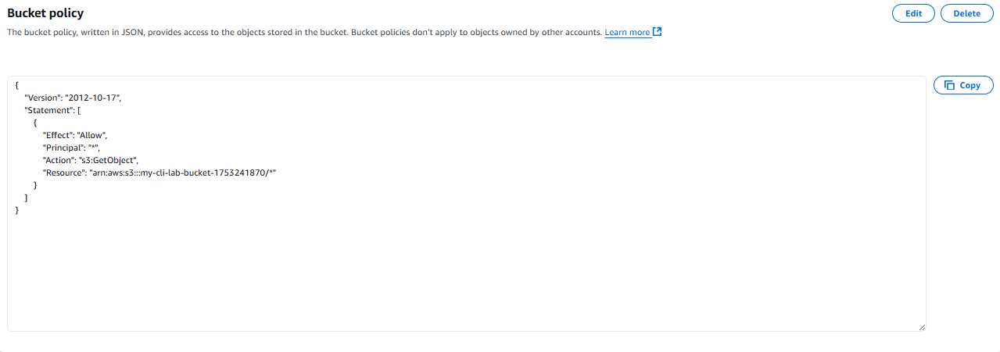 Bucket policy
Edit
Delete
The bucket policy, written in JSON, provides access to the objects stored in the bucket. Bucket policies don't apply to objects owned by other accounts. Learn more
Copy
{
    "Version": "2012-10-17",
    "Statement": [
        {
            "Effect": "Allow",
            "Principal": "*",
            "Action": "s3:GetObject",
            "Resource": "arn:aws:s3:::my-cli-lab-bucket-1753241870/*"
        }
    ]
}